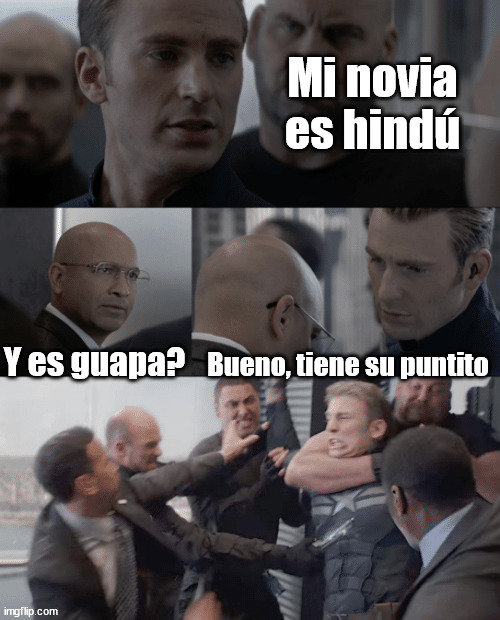 Mi novia
es hindú
Y es guapa?
Bueno, tiene su puntito
imgflip.com